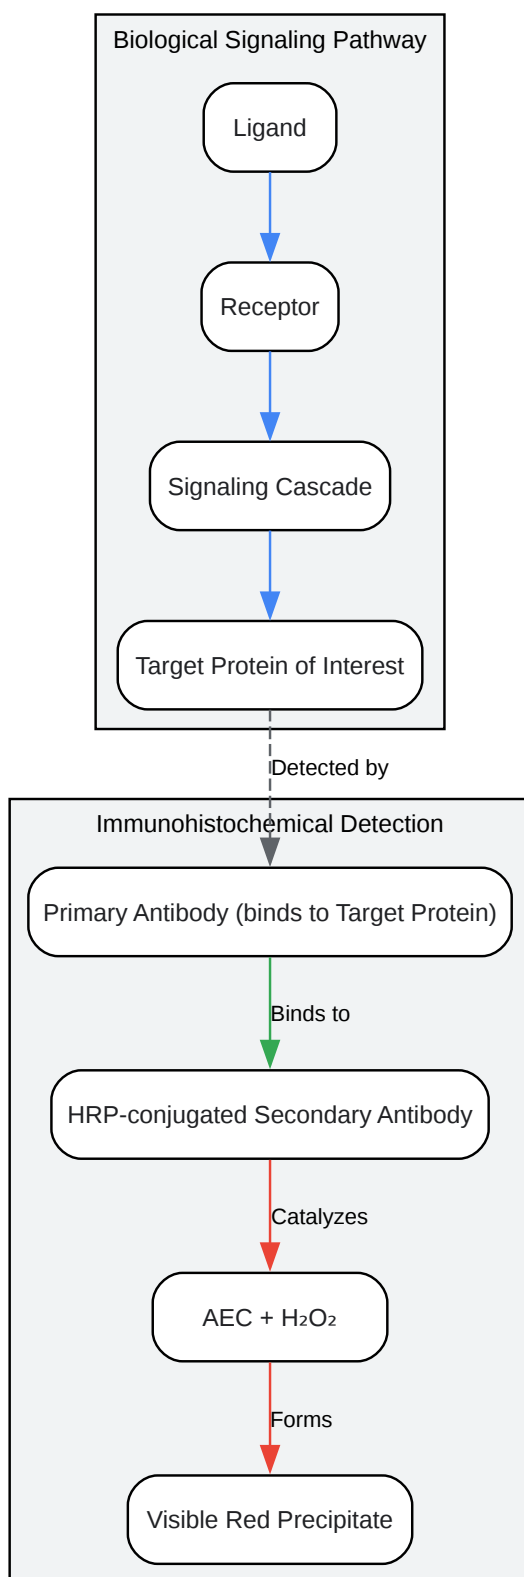 Biological Signaling Pathway
Ligand
Receptor
Signaling Cascade
Target Protein of Interest
Detected by
Immunohistochemical Detection
Primary Antibody (binds to Target Protein)
Binds to
HRP-conjugated Secondary Antibody
Catalyzes
AEC + H₂O₂
Forms
Visible Red Precipitate